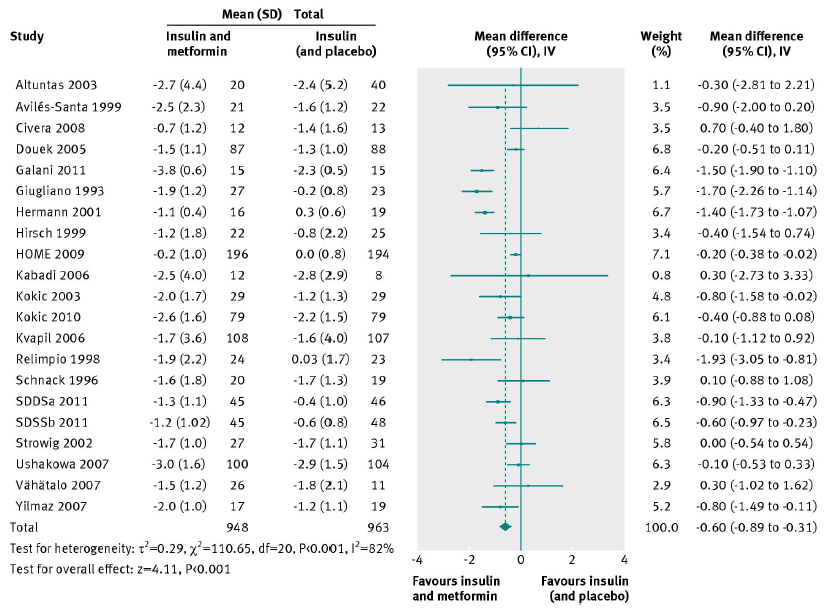 Mean (SD) Total
Study Insulin and metformin Insulin (and placebo) Mean difference (95% CI), IV Weight (%) Mean difference (95% CI), IV
Altuntas 2003 -2.7 (4.4) 20 -2.4 (5.2) 40 1.1 -0.30 (-2.81 to 2.21)
Avilés-Santa 1999 -2.5 (2.3) 21 -1.6 (1.2) 22 3.5 -0.90 (-2.00 to 0.20)
Civera 2008 -0.7 (1.2) 12 -1.4 (1.6) 13 3.5 0.70 (-0.40 to 1.80)
Douek 2005 -1.5 (1.1) 87 -1.3 (1.0) 88 6.8 -0.20 (-0.51 to 0.11)
Galani 2011 -3.8 (0.6) 15 -2.3 (0.5) 15 6.4 -1.50 (-1.90 to -1.10)
Giugliano 1993 -1.9 (1.2) 27 -0.2 (0.8) 23 5.7 -1.70 (-2.26 to -1.14)
Hermann 2001 -1.1 (0.4) 16 0.3 (0.6) 19 6.7 -1.40 (-1.73 to -1.07)
Hirsch 1999 -1.2 (1.8) 22 -0.8 (2.2) 25 3.4 -0.40 (-1.54 to 0.74)
HOME 2009 -0.2 (1.0) 196 0.0 (0.8) 194 7.1 -0.20 (-0.38 to -0.02)
Kabadi 2006 -2.5 (4.0) 12 -2.8 (2.9) 8 0.8 0.30 (-2.73 to 3.33)
Kokic 2003 -2.0 (1.7) 29 -1.2 (1.3) 29 4.8 -0.80 (-1.58 to -0.02)
Kokic 2010 -2.6 (1.6) 79 -2.2 (1.5) 79 6.1 -0.40 (-0.88 to 0.08)
Kvapil 2006 -1.7 (3.6) 108 -1.6 (4.0) 107 3.8 -0.10 (-1.12 to 0.92)
Relimpio 1998 -1.9 (2.2) 24 0.03 (1.7) 23 3.4 -1.93 (-3.05 to -0.81)
Schnack 1996 -1.6 (1.8) 20 -1.7 (1.3) 19 3.9 0.10 (-0.88 to 1.08)
SDDSa 2011 -1.3 (1.1) 45 -0.4 (1.0) 46 6.3 -0.90 (-1.33 to -0.47)
SDSSb 2011 -1.2 (1.02) 45 -0.6 (0.8) 48 6.5 -0.60 (-0.97 to -0.23)
Strowig 2002 -1.7 (1.0) 27 -1.7 (1.1) 31 5.8 0.00 (-0.54 to 0.54)
Ushakowa 2007 -3.0 (1.6) 100 -2.9 (1.5) 104 6.3 -0.10 (-0.53 to 0.33)
Vähätalo 2007 -1.5 (1.2) 26 -1.8 (2.1) 11 2.9 0.30 (-1.02 to 1.62)
Yilmaz 2007 -2.0 (1.0) 17 -1.2 (1.1) 19 5.2 -0.80 (-1.49 to -0.11)
Total 948 963 100.0 -0.60 (-0.89 to -0.31)
Test for heterogeneity: τ²=0.29, χ²=110.65, df=20, P<0.001, I²=82%
Test for overall effect: z=4.11, P<0.001
-4 -2 0 2 4
Favours insulin and metformin Favours insulin (and placebo)